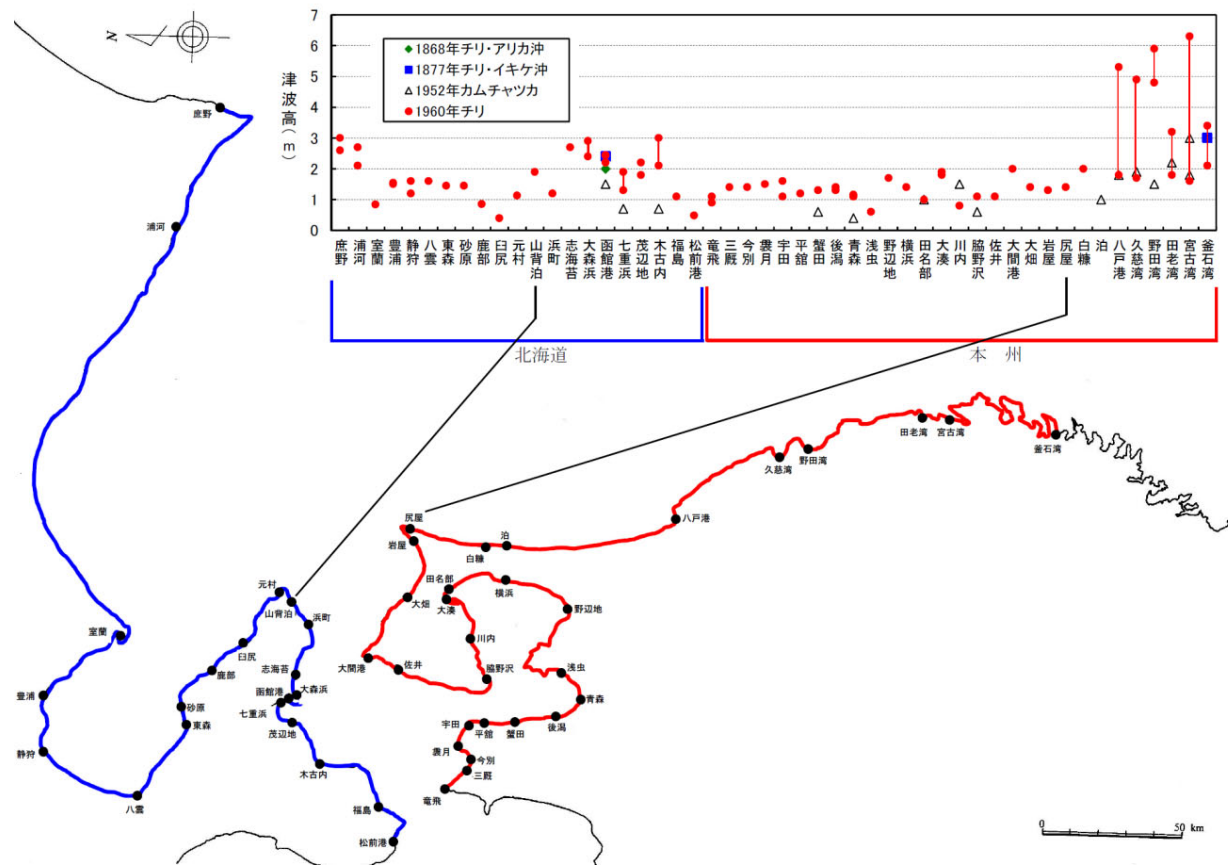 N
7
6
5
4
3
2
1
0
津波高(m)
1868年チリ・アリカ沖
1877年チリ・イキケ沖
1952年カムチャツカ
1960年チリ
庶野
浦河
室蘭
豊浦
静狩
八雲
東森
砂原
鹿部
臼尻
元村
山背泊
浜町
志海苔
大森浜
函館港
七重浜
茂辺地
木古内
福島
松前港
竜飛
三厩
今別
袰月
宇田
平舘
蟹田
後潟
青森
浅虫
野辺地
横浜
田名部
大湊
川内
脇野沢
佐井
大間港
大畑
岩屋
尻屋
白糠
泊
八戸港
久慈湾
野田湾
田老湾
宮古湾
釜石湾
北海道
本 州
庶野
浦河
室蘭
豊浦
静狩
八雲
東森
砂原
鹿部
臼尻
元村
山背泊
浜町
志海苔
大森浜
函館港
七重浜
茂辺地
木古内
福島
松前港
尻屋
岩屋
大畑
大間港
佐井
脇野沢
川内
大湊
田名部
横浜
野辺地
浅虫
青森
後潟
蟹田
平舘
宇田
袰月
今別
三厩
竜飛
白糠
泊
八戸港
久慈湾
野田湾
田老湾
宮古湾
釜石湾
0
50 km